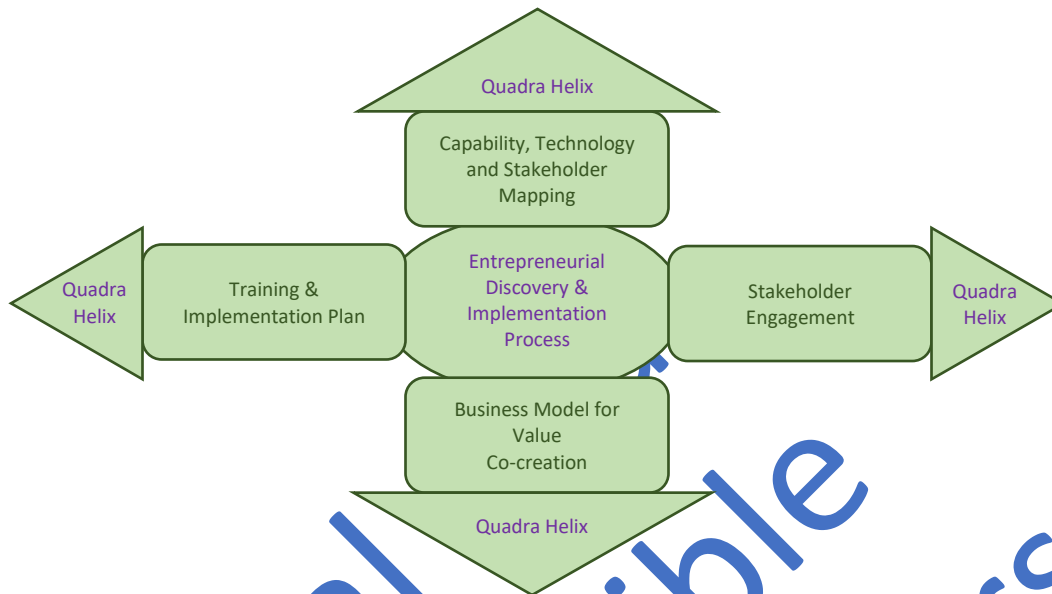 Quadra Helix
Capability, Technology
and Stakeholder
Mapping
Quadra
Helix
Training &
Implementation Plan
Entrepreneurial
Discovery &
Implementation
Process
Stakeholder
Engagement
Quadra
Helix
Business Model for
Value
Co-creation
Quadra Helix